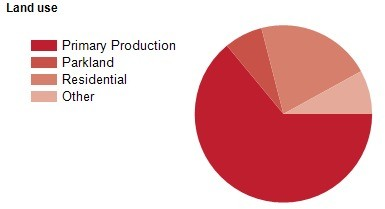 Land use
Primary Production
Parkland
Residential
Other